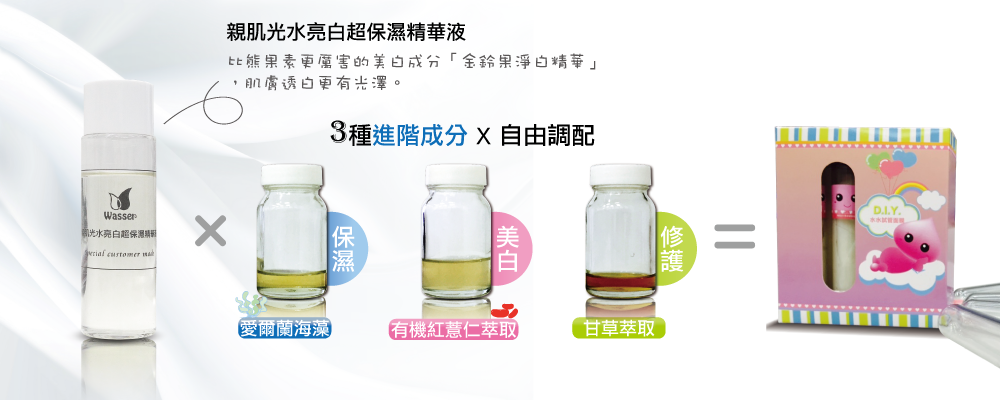 親肌光水亮白超保濕精華液
比熊果素更厲害的美白成分「金鈴果淨白精華」
，肌膚透白更有光澤。
3種進階成分 X 自由調配
Wasser
肌光水亮白超保濕精華
special customer made
×
保濕
美白
修護
=
愛爾蘭海藻
有機紅薏仁萃取
甘草萃取
D.I.Y.